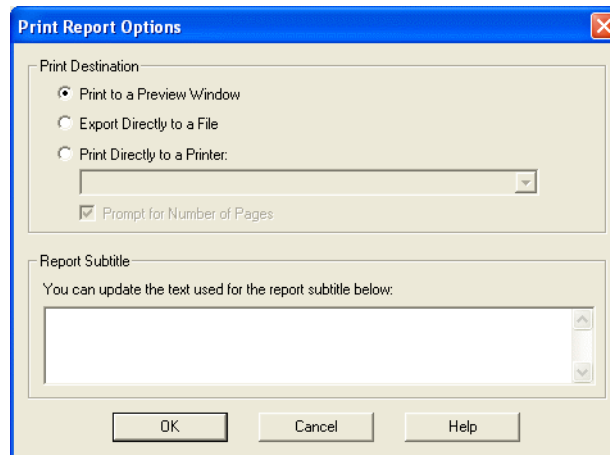 Print Report Options
Print Destination
Print to a Preview Window
Export Directly to a File
Print Directly to a Printer:
Prompt for Number of Pages
Report Subtitle
You can update the text used for the report subtitle below:
OK Cancel Help